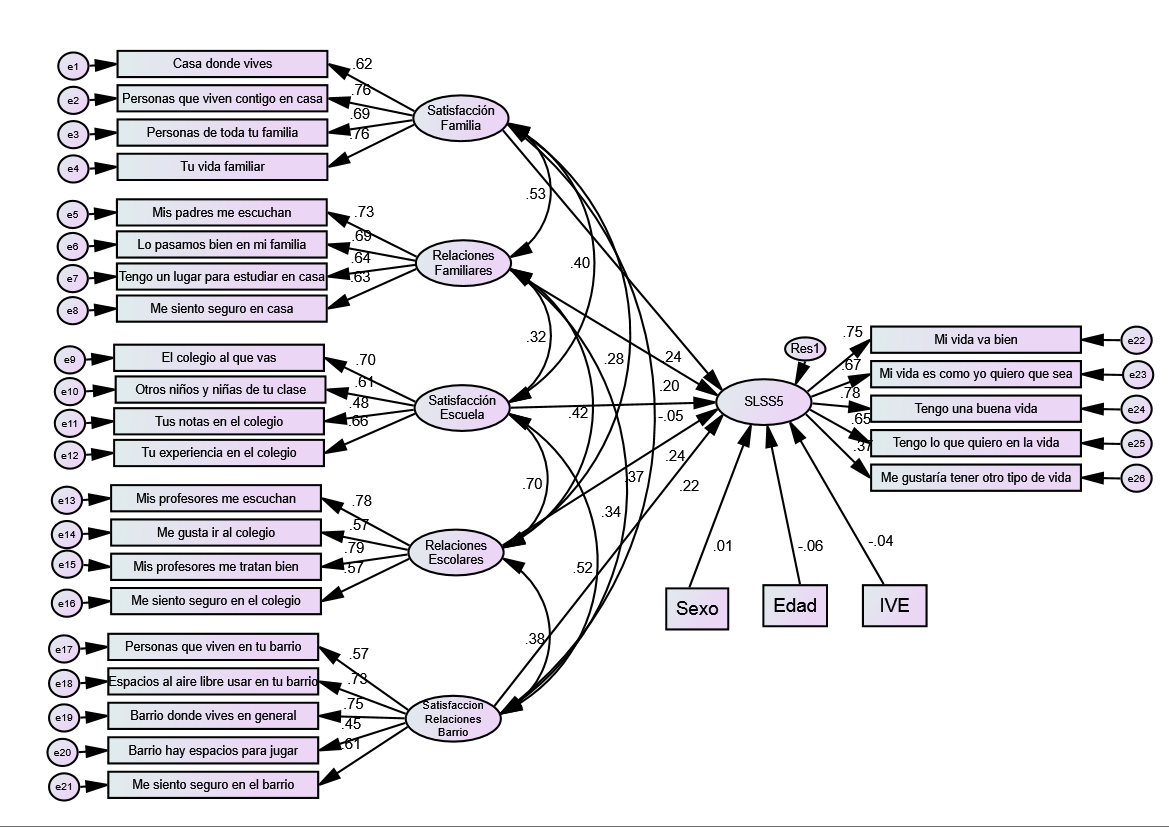 e1
Casa donde vives
.62
e2
Personas que viven contigo en casa
.76
e3
Personas de toda tu familia
.69
e4
Tu vida familiar
.76
Satisfacción
Familia
e5
Mis padres me escuchan
.73
e6
Lo pasamos bien en mi familia
.69
e7
Tengo un lugar para estudiar en casa
.64
e8
Me siento seguro en casa
.63
Relaciones
Familiares
e9
El colegio al que vas
.70
e10
Otros niños y niñas de tu clase
.61
e11
Tus notas en el colegio
.48
e12
Tu experiencia en el colegio
.66
Satisfacción
Escuela
e13
Mis profesores me escuchan
.78
e14
Me gusta ir al colegio
.57
e15
Mis profesores me tratan bien
.79
e16
Me siento seguro en el colegio
.57
Relaciones
Escolares
e17
Personas que viven en tu barrio
.57
e18
Espacios al aire libre usar en tu barrio
.73
e19
Barrio donde vives en general
.75
e20
Barrio hay espacios para jugar
.45
e21
Me siento seguro en el barrio
.61
Satisfaccion
Relaciones
Barrio
.53
.40
.32
.28
.42
.70
.37
.34
.52
.38
.24
.20
-.05
.24
.22
SLSS5
Res1
.75
Mi vida va bien
e22
.67
Mi vida es como yo quiero que sea
e23
.78
Tengo una buena vida
e24
.65
Tengo lo que quiero en la vida
e25
.37
Me gustaría tener otro tipo de vida
e26
.01
-.06
-.04
Sexo
Edad
IVE